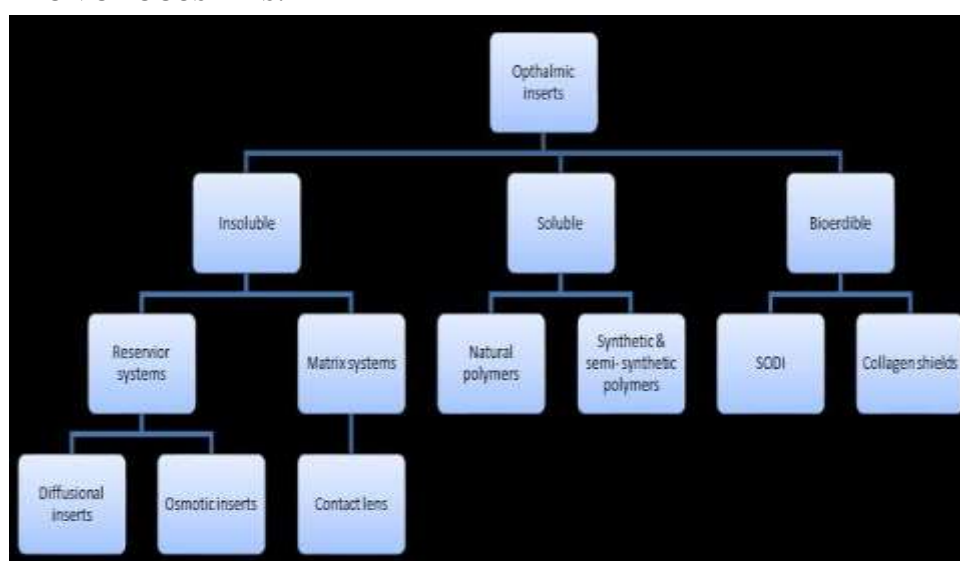 Opthalmic
inserts
Insoluble
Soluble
Bioerdible
Reservior
systems
Matrix systems
Natural
polymers
Synthetic &
semi- synthetic
polymers
SODI
Collagen shields
Diffusional
inserts
Osmotic inserts
Contact lens